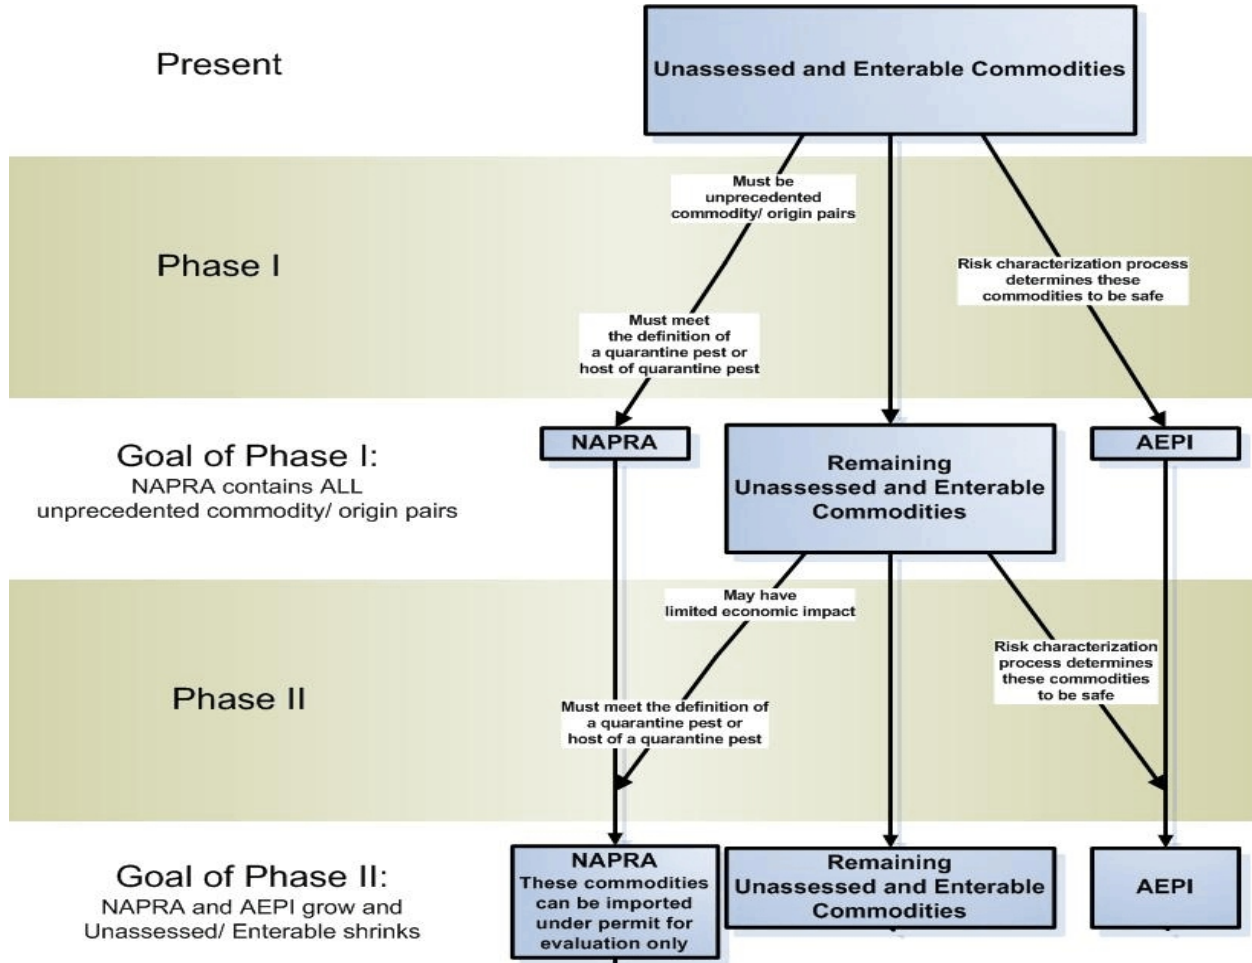 Present
Unassessed and Enterable Commodities
Must be
unprecedented
commodity/ origin pairs
Phase I
Risk characterization process
determines these
commodities to be safe
Must meet
the definition of
a quarantine pest or
host of quarantine pest
Goal of Phase I:
NAPRA contains ALL
unprecedented commodity/ origin pairs
NAPRA
Remaining
Unassessed and Enterable
Commodities
AEPI
May have
limited economic impact
Risk characterization
process determines
these commodities
to be safe
Phase II
Must meet the definition of
a quarantine pest or
host of a quarantine pest
Goal of Phase II:
NAPRA and AEPI grow and
Unassessed/ Enterable shrinks
NAPRA
These commodities
can be imported
under permit for
evaluation only
Remaining
Unassessed and Enterable
Commodities
AEPI